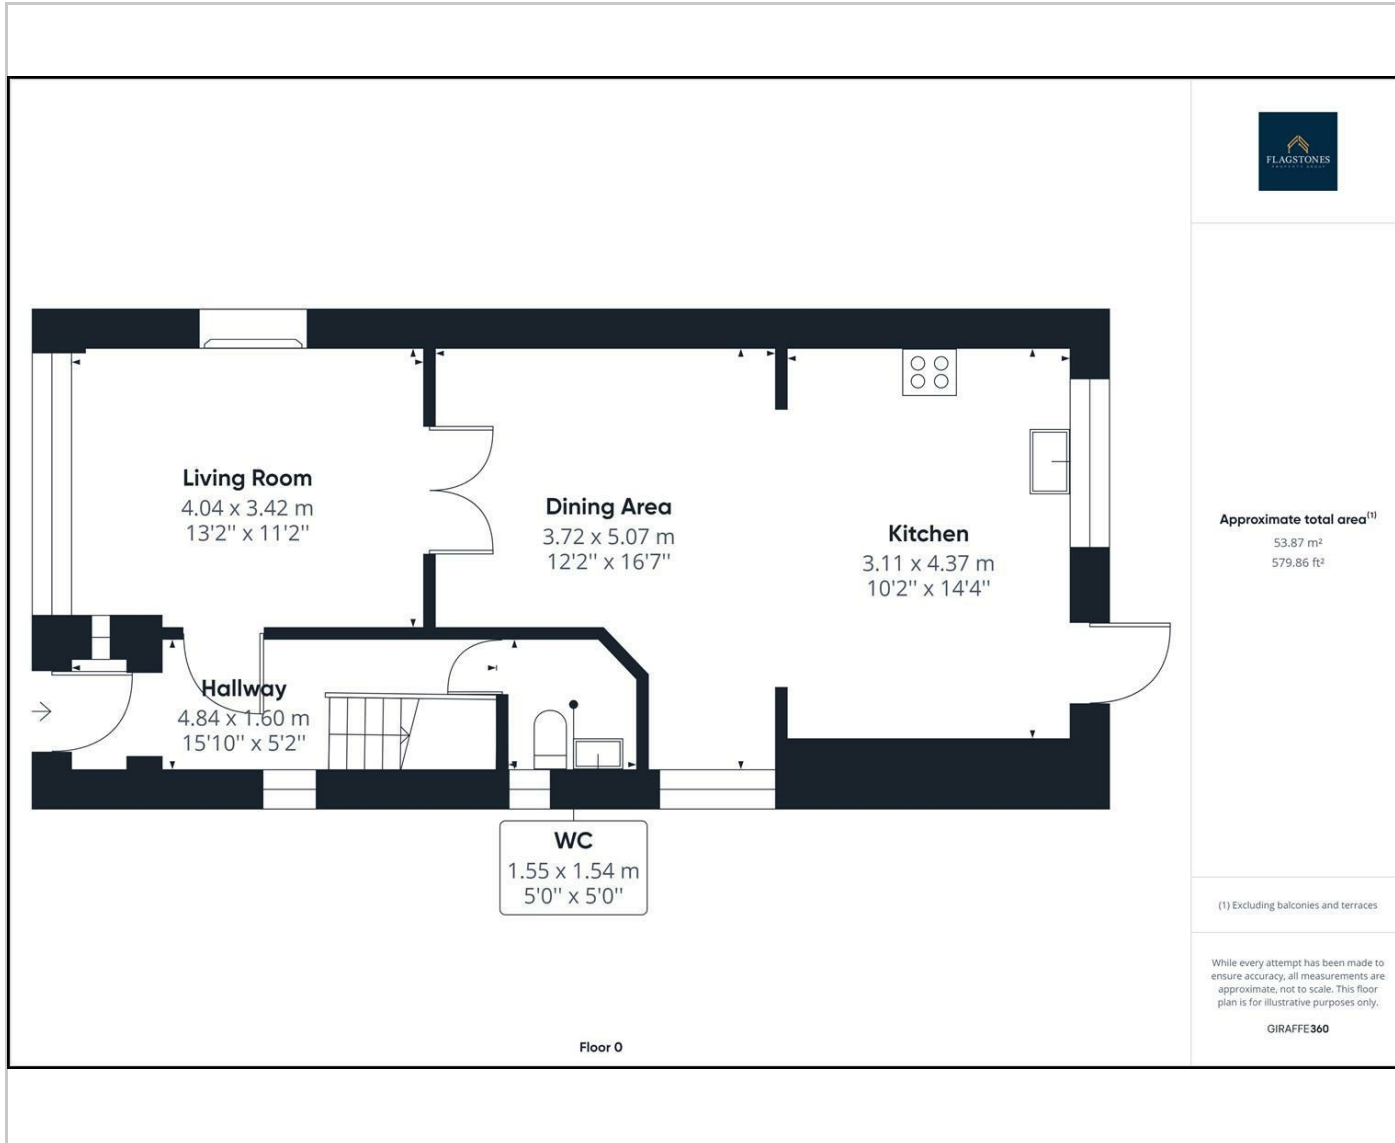 FLAGSTONES
PROPERTY GROUP
Living Room
4.04 x 3.42 m
13'2'' x 11'2''
Dining Area
3.72 x 5.07 m
12'2'' x 16'7''
Kitchen
3.11 x 4.37 m
10'2'' x 14'4''
Hallway
4.84 x 1.60 m
15'10'' x 5'2''
WC
1.55 x 1.54 m
5'0'' x 5'0''
Floor 0
Approximate total area(1)
53.87 m²
579.86 ft²
(1) Excluding balconies and terraces
While every attempt has been made to
ensure accuracy, all measurements are
approximate, not to scale. This floor
plan is for illustrative purposes only.
GIRAFFE360